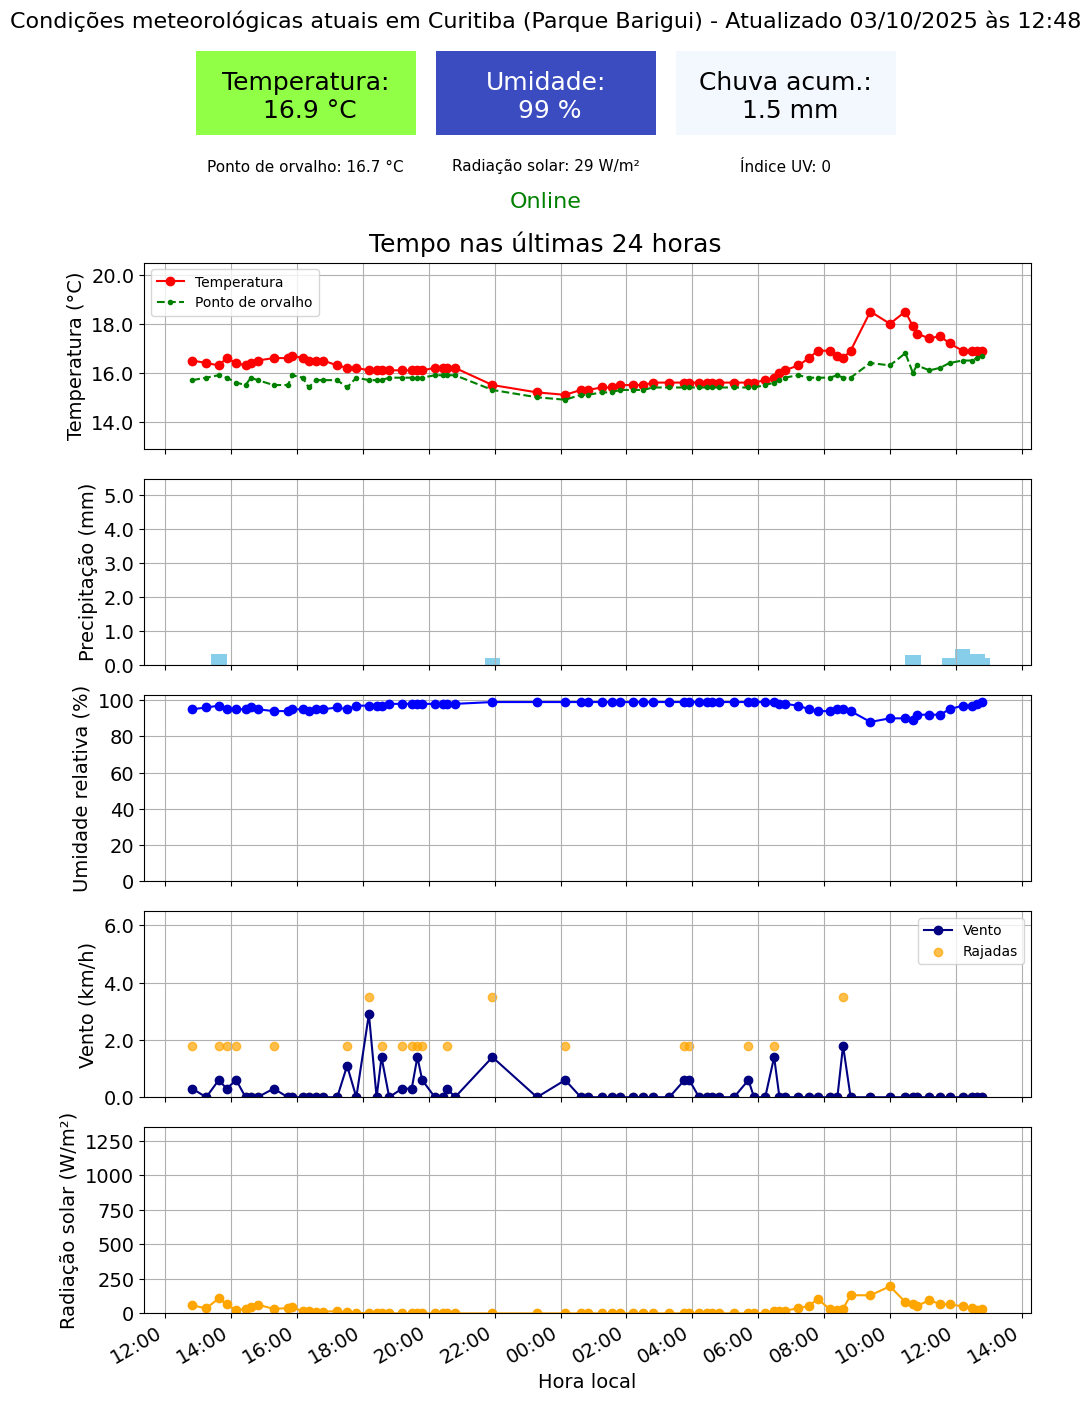 Condições meteorológicas atuais em Curitiba (Parque Barigui) - Atualizado 03/10/2025 às 12:48
Temperatura:
16.9 °C
Umidade:
99 %
Chuva acum.:
1.5 mm
Ponto de orvalho: 16.7 °C
Radiação solar: 29 W/m²
Índice UV: 0
Online
Tempo nas últimas 24 horas
Temperatura (°C)
20.0
18.0
16.0
14.0
Temperatura
Ponto de orvalho
Precipitação (mm)
5.0
4.0
3.0
2.0
1.0
0.0
Umidade relativa (%)
100
80
60
40
20
0
Vento (km/h)
6.0
4.0
2.0
0.0
Vento
Rajadas
Radiação solar (W/m²)
1250
1000
750
500
250
0
12:00
14:00
16:00
18:00
20:00
22:00
00:00
02:00
04:00
06:00
08:00
10:00
12:00
14:00
Hora local